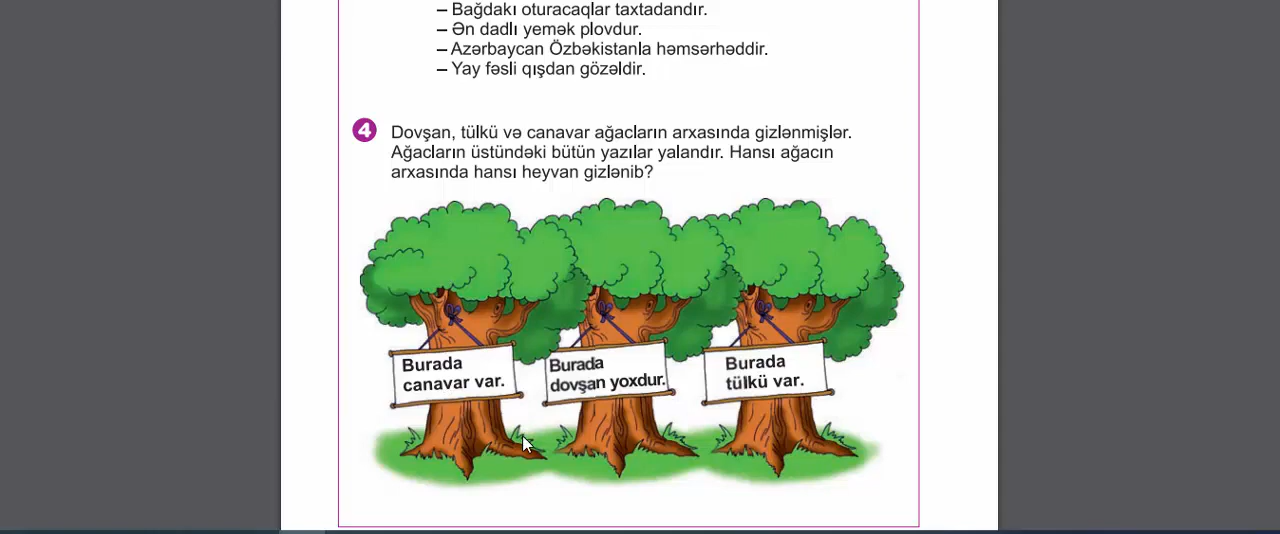 – Bağdakı oturacaqlar taxtadandır.
– Ən dadlı yemək plovdur.
– Azərbaycan Özbəkistanla həmsərhəddir.
– Yay fəsli qışdan gözəldir.
4 Dovşan, tülkü və canavar ağacların arxasında gizlənmişlər.
Ağacların üstündəki bütün yazılar yalandır. Hansı ağacın
arxasında hansı heyvan gizlənib?
Burada
canavar var.
Burada
dovşan yoxdur.
Burada
tülkü var.